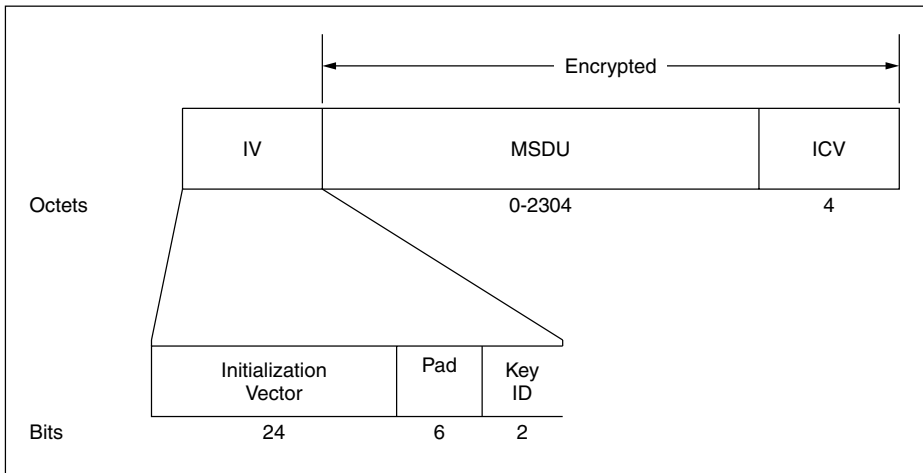 Encrypted
IV MSDU ICV
Octets 0-2304 4
Initialization Vector Pad Key ID
Bits 24 6 2